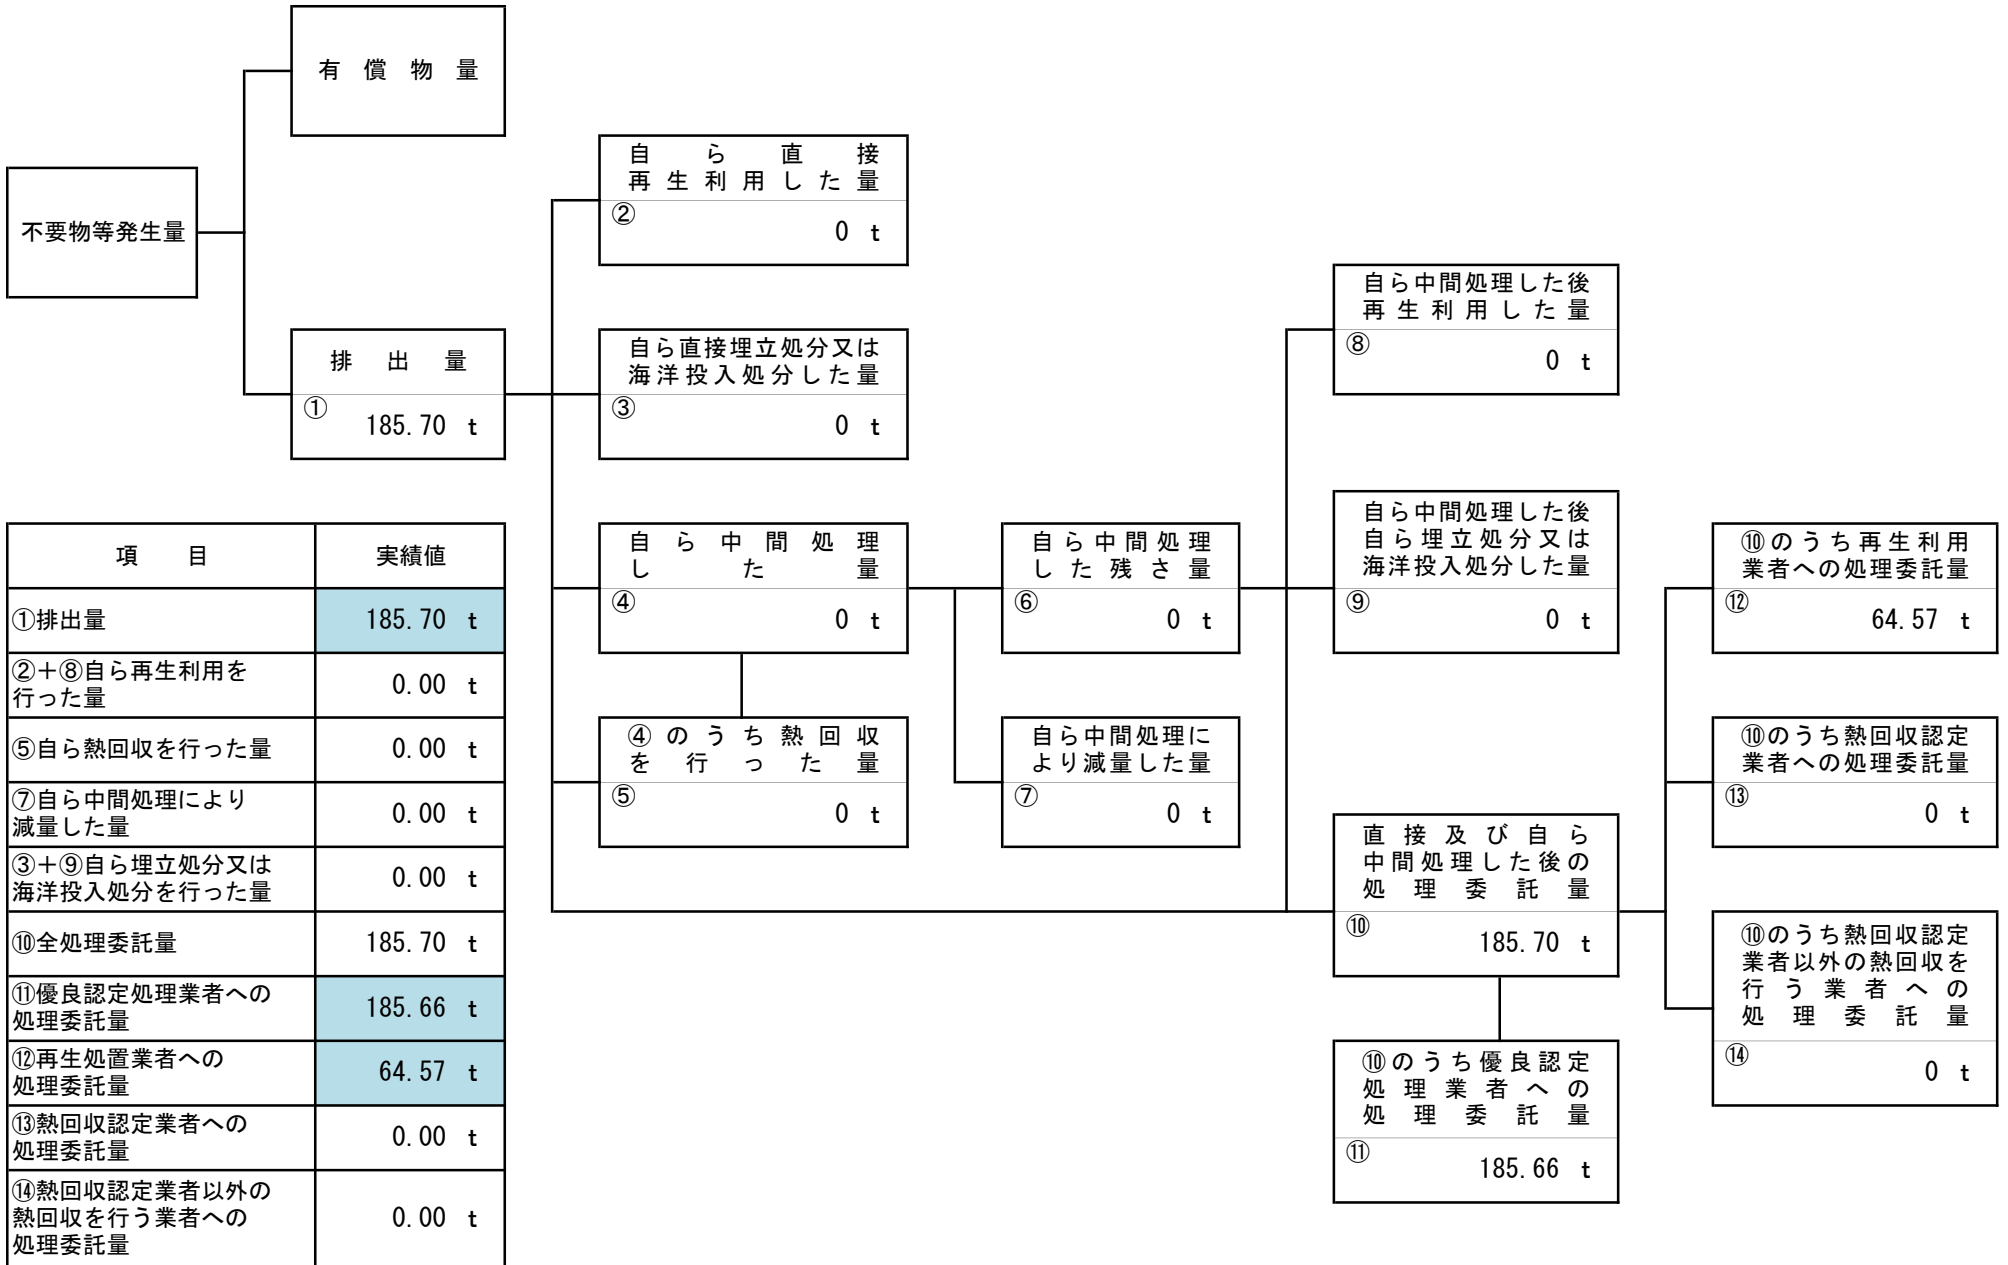 有償物量
不要物等発生量
排出量
① 185.70 t
自ら直接
再生利用した量
② 0 t
自ら直接埋立処分又は
海洋投入処分した量
③ 0 t
自ら中間処理
した量
④ 0 t
④のうち熱回収
を行った量
⑤ 0 t
自ら中間処理
した残さ量
⑥ 0 t
自ら中間処理に
より減量した量
⑦ 0 t
自ら中間処理した後
再生利用した量
⑧ 0 t
自ら中間処理した後
自ら埋立処分又は
海洋投入処分した量
⑨ 0 t
直接及び自ら
中間処理した後の
処理委託量
⑩ 185.70 t
⑩のうち優良認定
処理業者への
処理委託量
⑪ 185.66 t
⑩のうち再生利用
業者への処理委託量
⑫ 64.57 t
⑩のうち熱回収認定
業者への処理委託量
⑬ 0 t
⑩のうち熱回収認定
業者以外の熱回収を
行う業者への
処理委託量
⑭ 0 t
項目 実績値
①排出量 185.70 t
②+⑧自ら再生利用を
行った量 0.00 t
⑤自ら熱回収を行った量 0.00 t
⑦自ら中間処理により
減量した量 0.00 t
③+⑨自ら埋立処分又は
海洋投入処分を行った量 0.00 t
⑩全処理委託量 185.70 t
⑪優良認定処理業者への
処理委託量 185.66 t
⑫再生処置業者への
処理委託量 64.57 t
⑬熱回収認定業者への
処理委託量 0.00 t
⑭熱回収認定業者以外の
熱回収を行う業者への
処理委託量 0.00 t